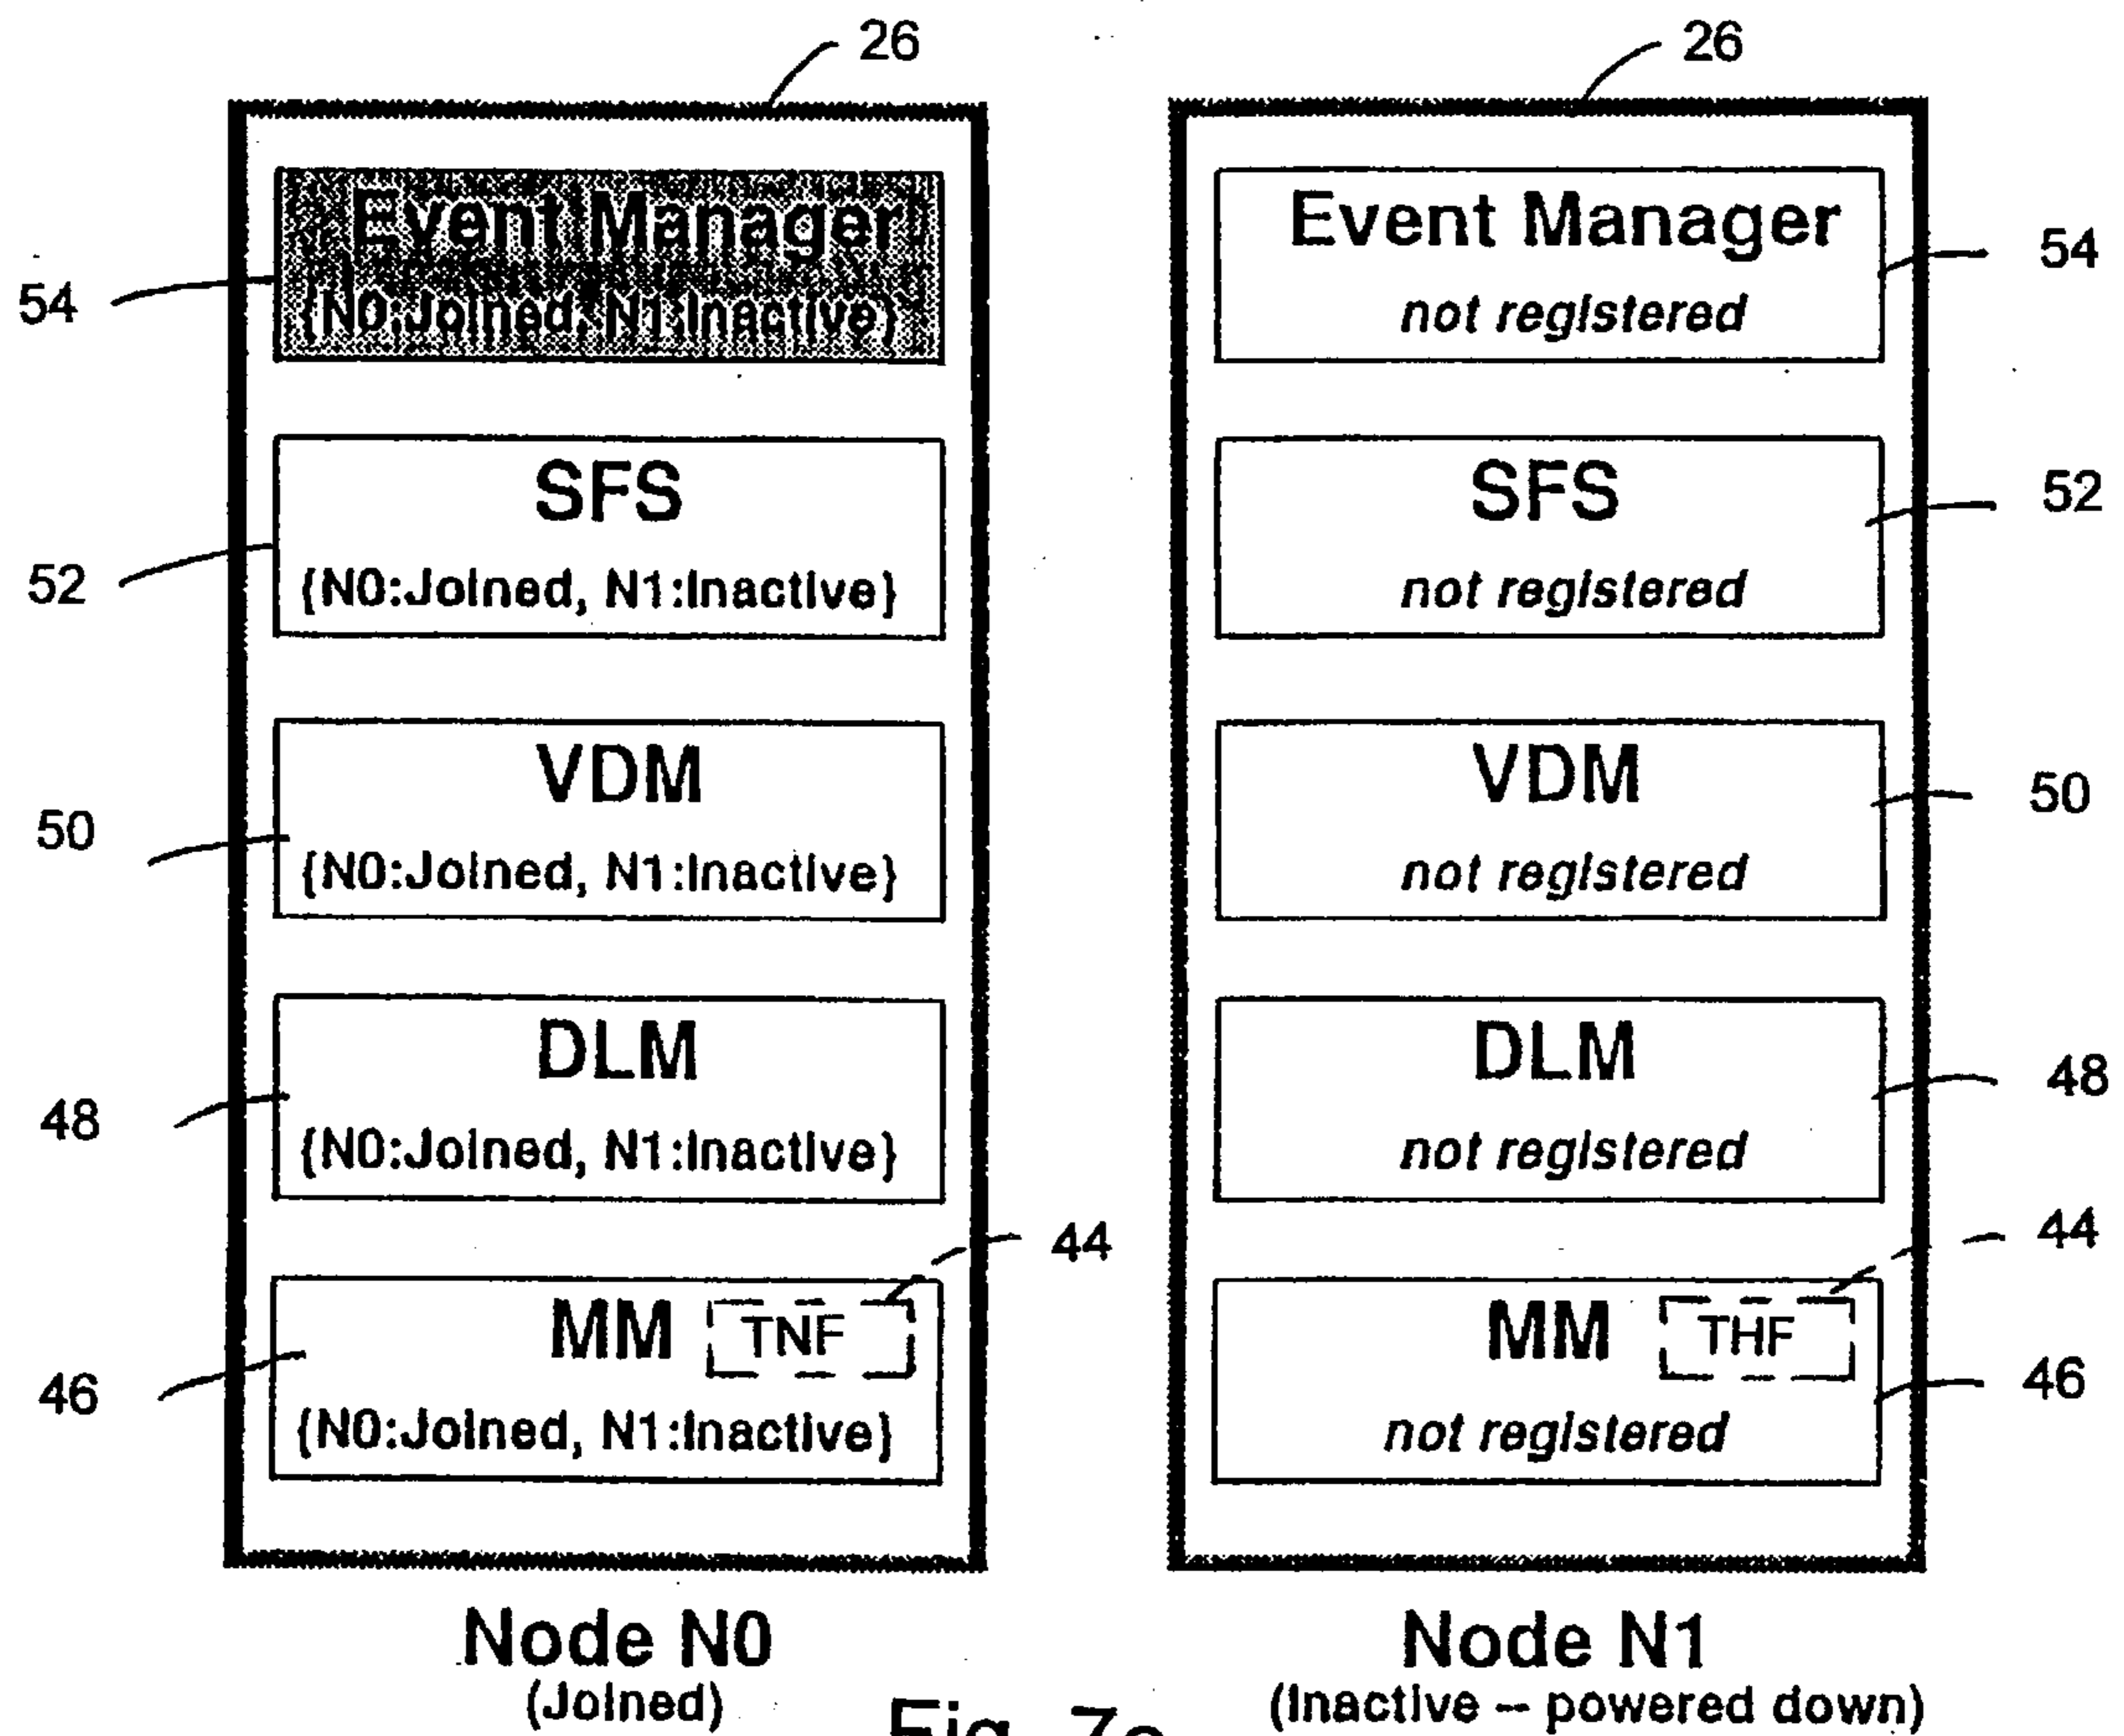 26
26
Event Manager
{N0:Joined, N1:Inactive}
54
Event Manager
not registered
54
SFS
{N0:Joined, N1:Inactive}
52
SFS
not registered
52
VDM
{N0:Joined, N1:Inactive}
50
VDM
not registered
50
DLM
{N0:Joined, N1:Inactive}
48
DLM
not registered
48
44
44
MM TNF
{N0:Joined, N1:Inactive}
46
MM THF
not registered
46
Node N0
(Joined)
Node N1
(Inactive -- powered down)
Fig.